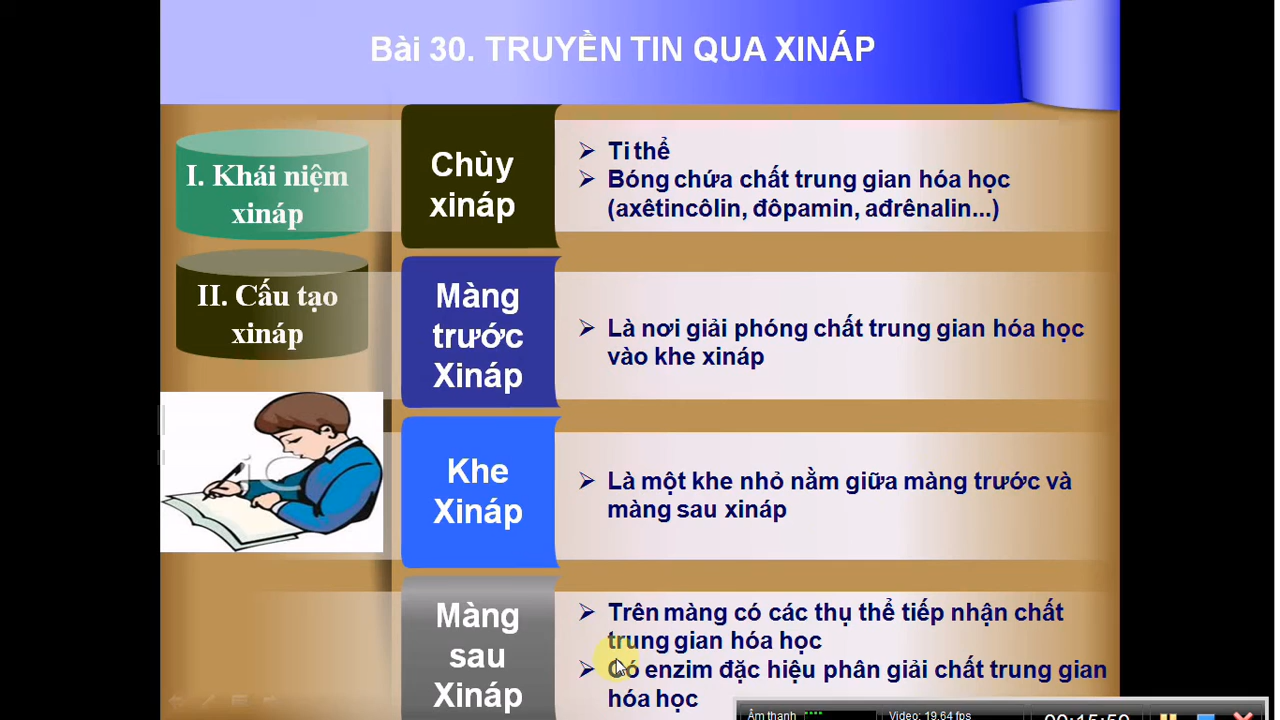 Bài 30. TRUYỀN TIN QUA XINÁP
I. Khái niệm
xináp
II. Cấu tạo
xináp
Chùy
xináp
➢ Ti thể
➢ Bóng chứa chất trung gian hóa học
(axêtincôlin, đôpamin, ađrênalin...)
Màng
trước
Xináp
➢ Là nơi giải phóng chất trung gian hóa học
vào khe xináp
Khe
Xináp
➢ Là một khe nhỏ nằm giữa màng trước và
màng sau xináp
Màng
sau
Xináp
➢ Trên màng có các thụ thể tiếp nhận chất
trung gian hóa học
➢ Có enzim đặc hiệu phân giải chất trung gian
hóa học
Âm thanh
Video: 19,64 fps
00:15:59